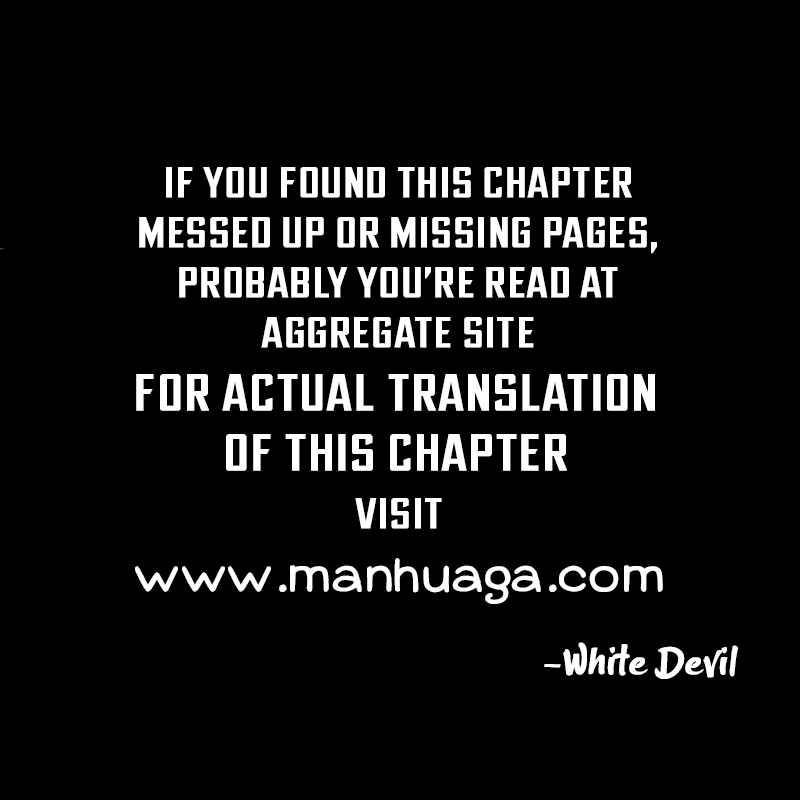 IF YOU FOUND THIS CHAPTER
MESSED UP OR MISSING PAGES,
PROBABLY YOU'RE READ AT
AGGREGATE SITE
FOR ACTUAL TRANSLATION
OF THIS CHAPTER
VISIT
www.manhuaga.com
-White Devil